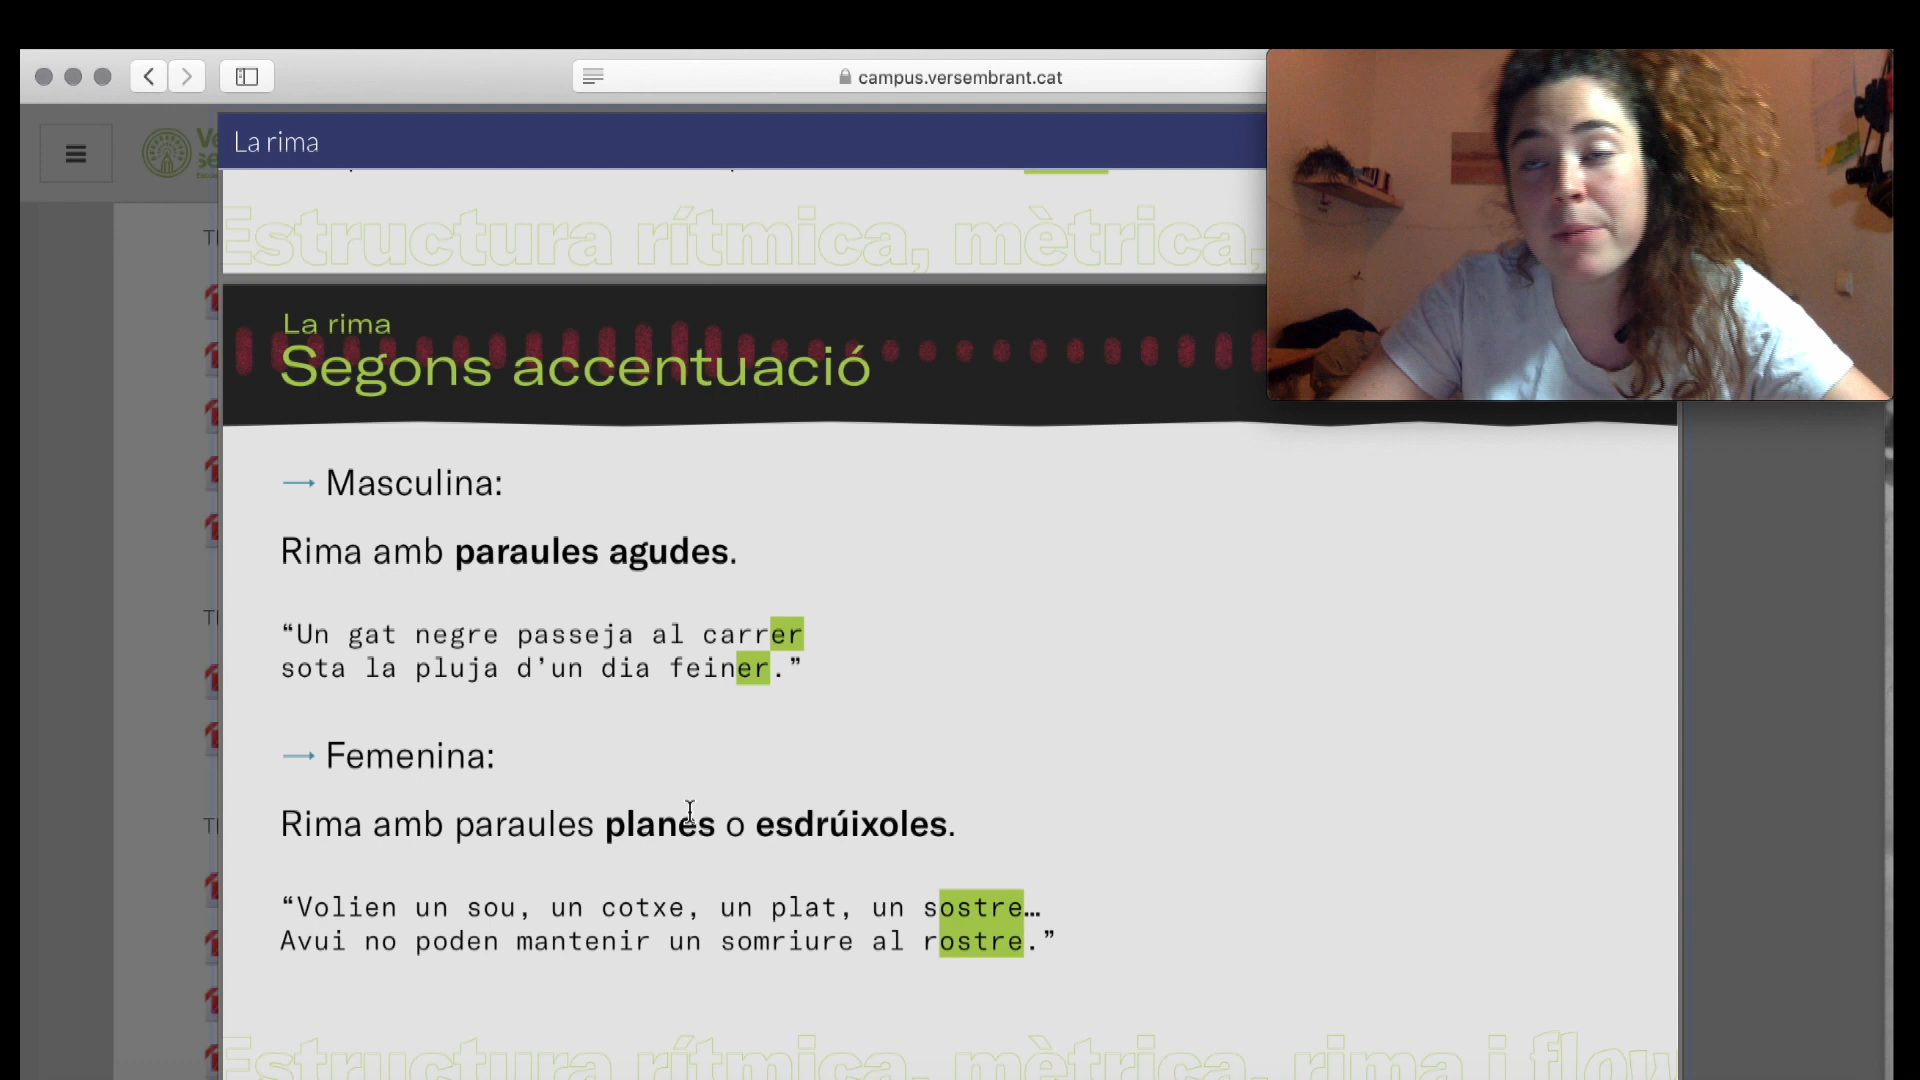 campus.versembrant.cat
La rima
Estructura rítmica, mètrica,
La rima
Segons accentuació
→ Masculina:
Rima amb paraules agudes.
“Un gat negre passeja al carrer
sota la pluja d’un dia feiner.”
→ Femenina:
Rima amb paraules planes o esdrúixoles.
“Volien un sou, un cotxe, un plat, un sostre…
Avui no poden mantenir un somriure al rostre.”
Estructura rítmica, mètrica, rima i flow